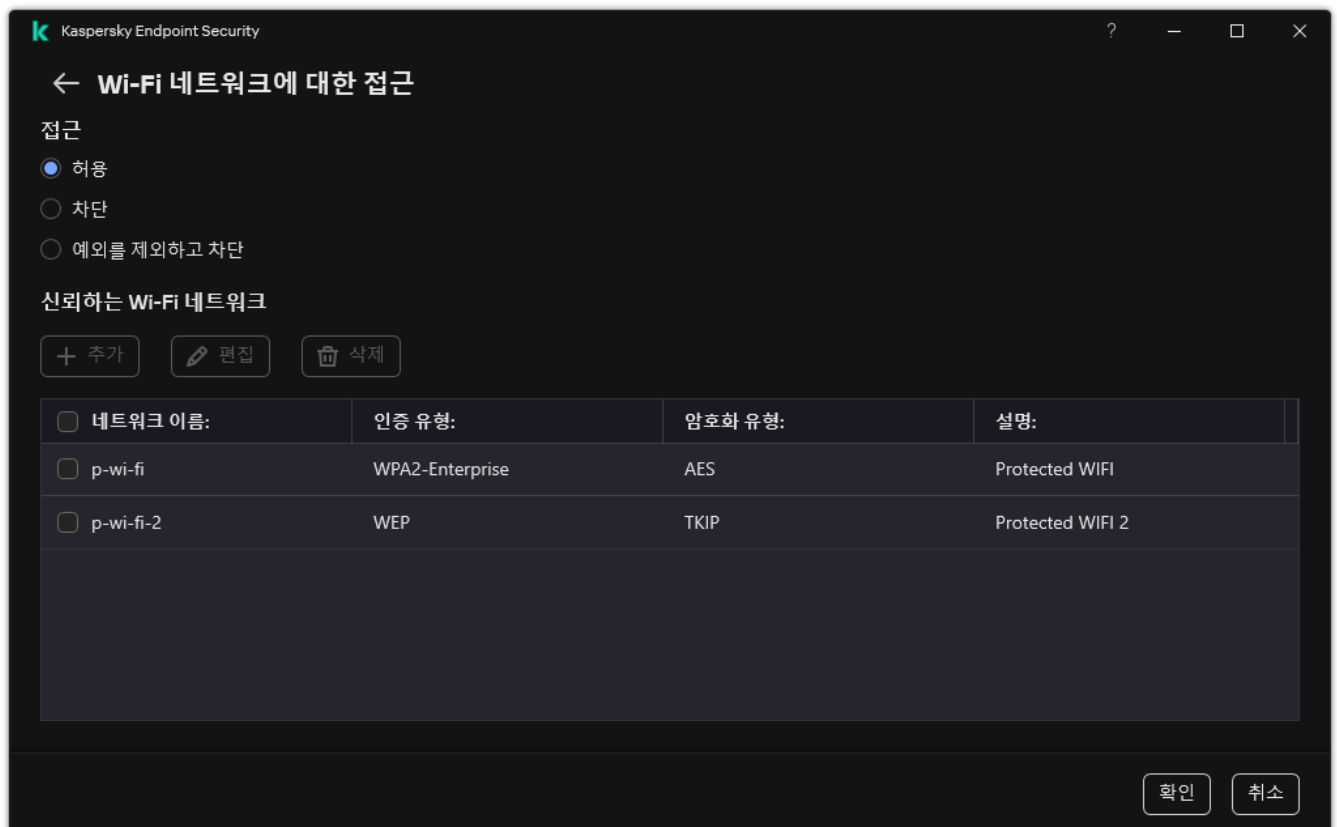 Kaspersky Endpoint Security
Wi-Fi 네트워크에 대한 접근
접근
허용
차단
예외를 제외하고 차단
신뢰하는 Wi-Fi 네트워크
추가 편집 삭제
네트워크 이름: 인증 유형: 암호화 유형: 설명:
p-wi-fi WPA2-Enterprise AES Protected WIFI
p-wi-fi-2 WEP TKIP Protected WIFI 2
확인 취소